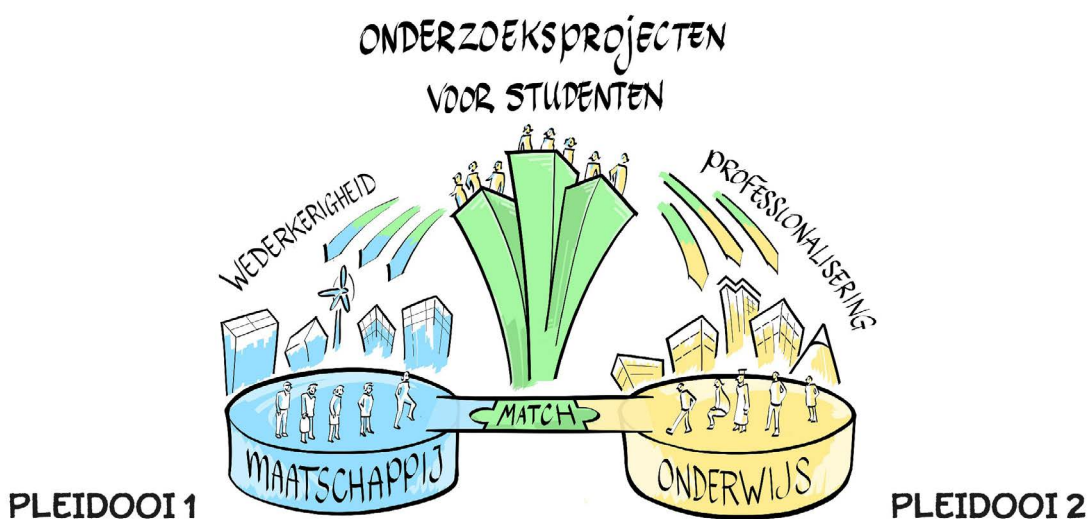 ONDERZOEKSPROJECTEN
VOOR STUDENTEN
WEDERKERIGHEID
PROFESSIONALISERING
MATCH
MAATSCHAPPIJ
ONDERWIJS
PLEIDOOI 1
PLEIDOOI 2